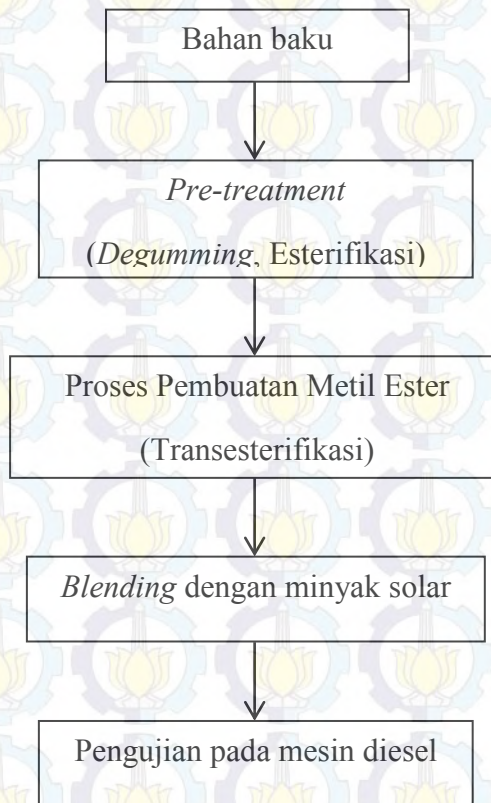 Bahan baku
Pre-treatment
(Degumming, Esterifikasi)
Proses Pembuatan Metil Ester
(Transesterifikasi)
Blending dengan minyak solar
Pengujian pada mesin diesel